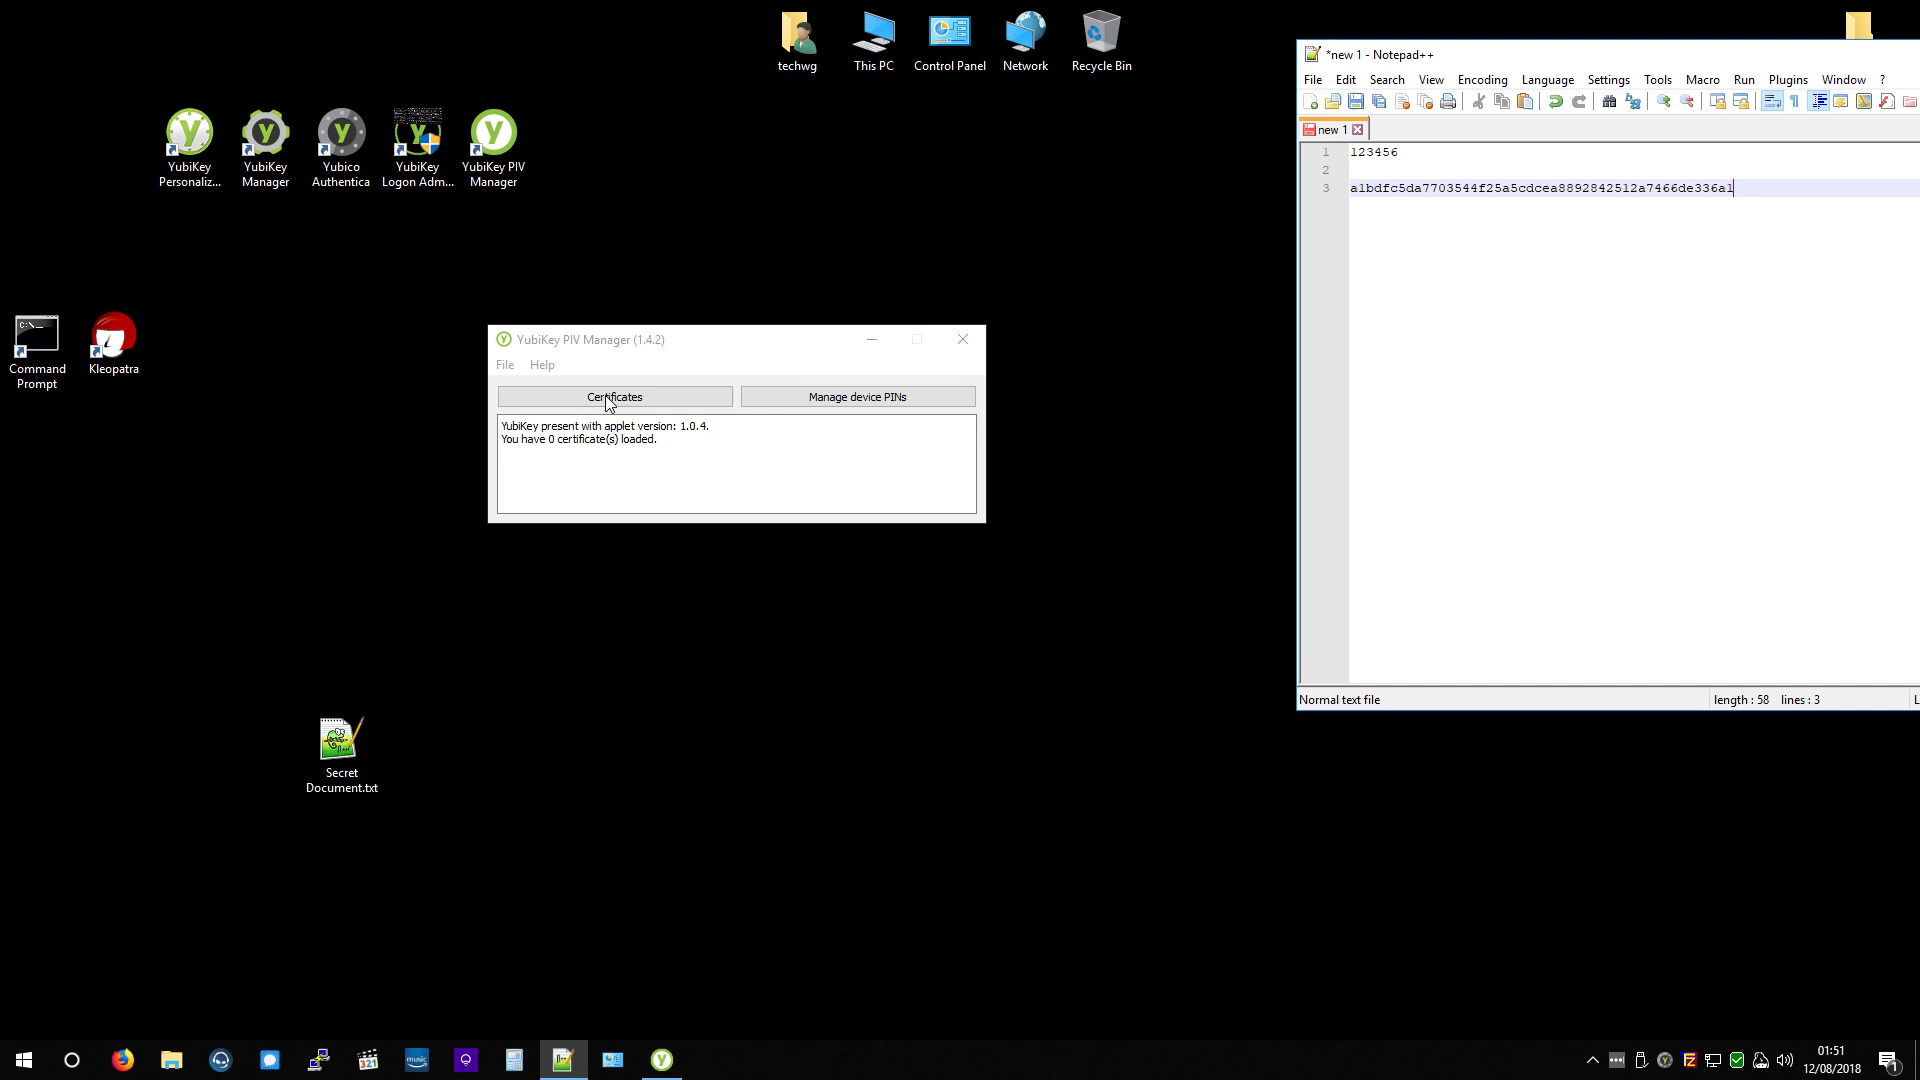 techwg
This PC
Control Panel
Network
Recycle Bin
YubiKey
Personaliz...
YubiKey
Manager
Yubico
Authentica
YubiKey
Logon Adm...
YubiKey PIV
Manager
Command
Prompt
Kleopatra
Secret
Document.txt
YubiKey PIV Manager (1.4.2)
File Help
Certificates
Manage device PINs
YubiKey present with applet version: 1.0.4.
You have 0 certificate(s) loaded.
*new 1 - Notepad++
File Edit Search View Encoding Language Settings Tools Macro Run Plugins Window ?
new 1
1 123456
2
3 a1bdfc5da7703544f25a5cdcea8892842512a7466de336a1
Normal text file
length : 58 lines : 3
L
321
music
01:51
12/08/2018
1